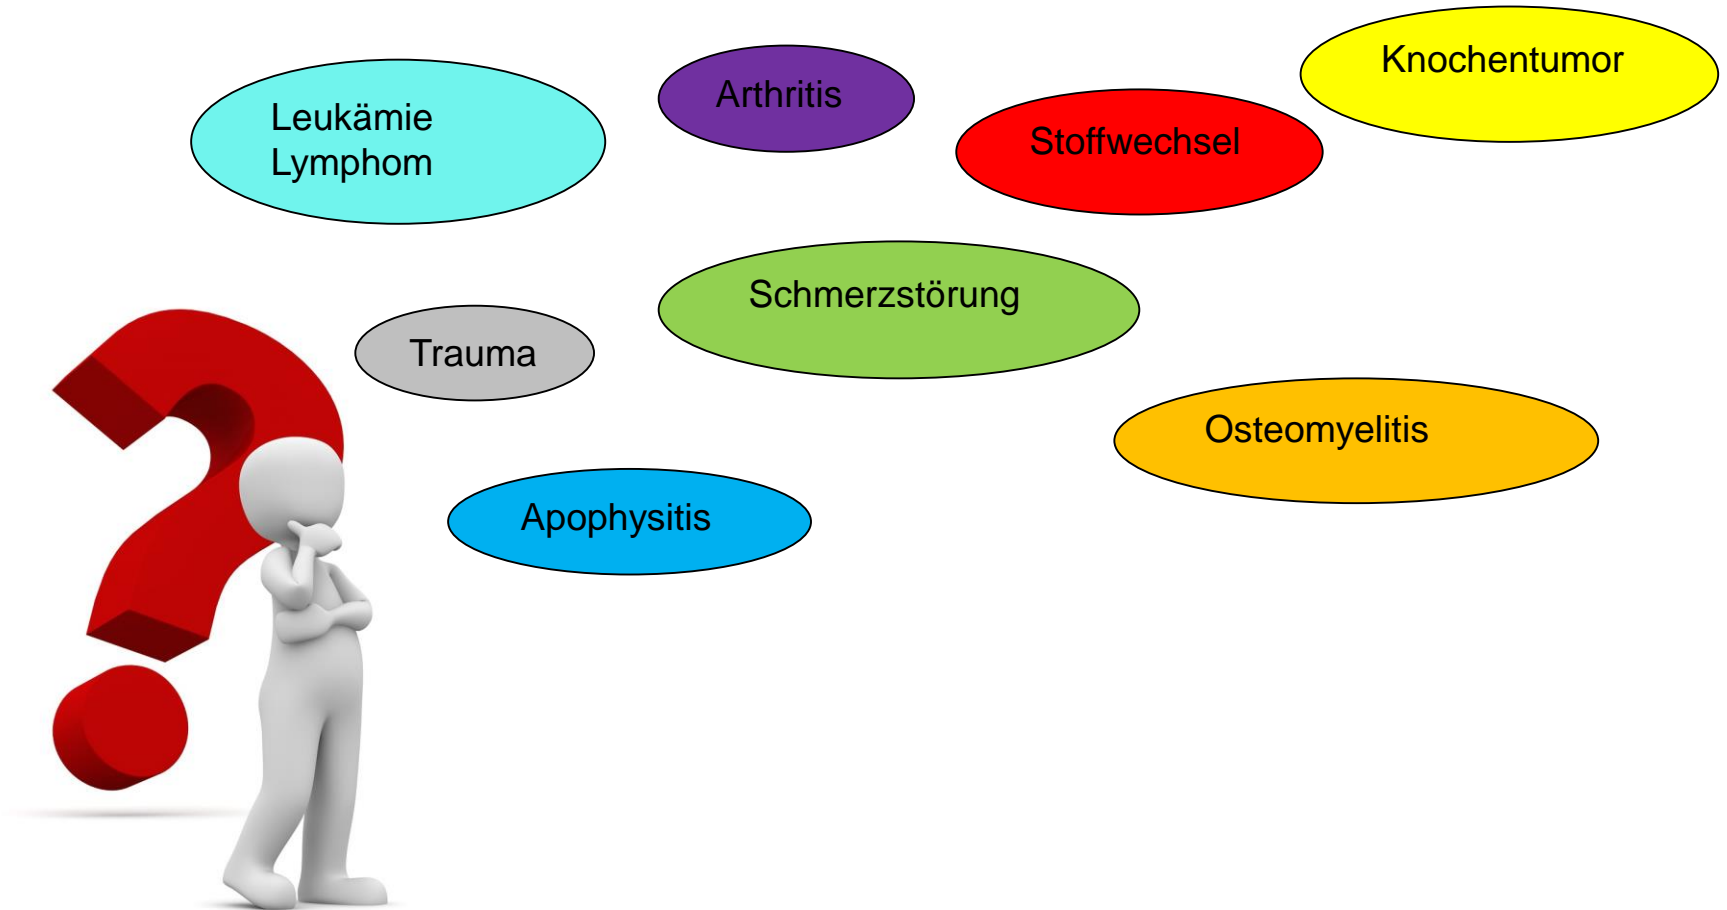 Leukämie
Lymphom
Arthritis
Stoffwechsel
Knochentumor
Schmerzstörung
Trauma
Osteomyelitis
Apophysitis